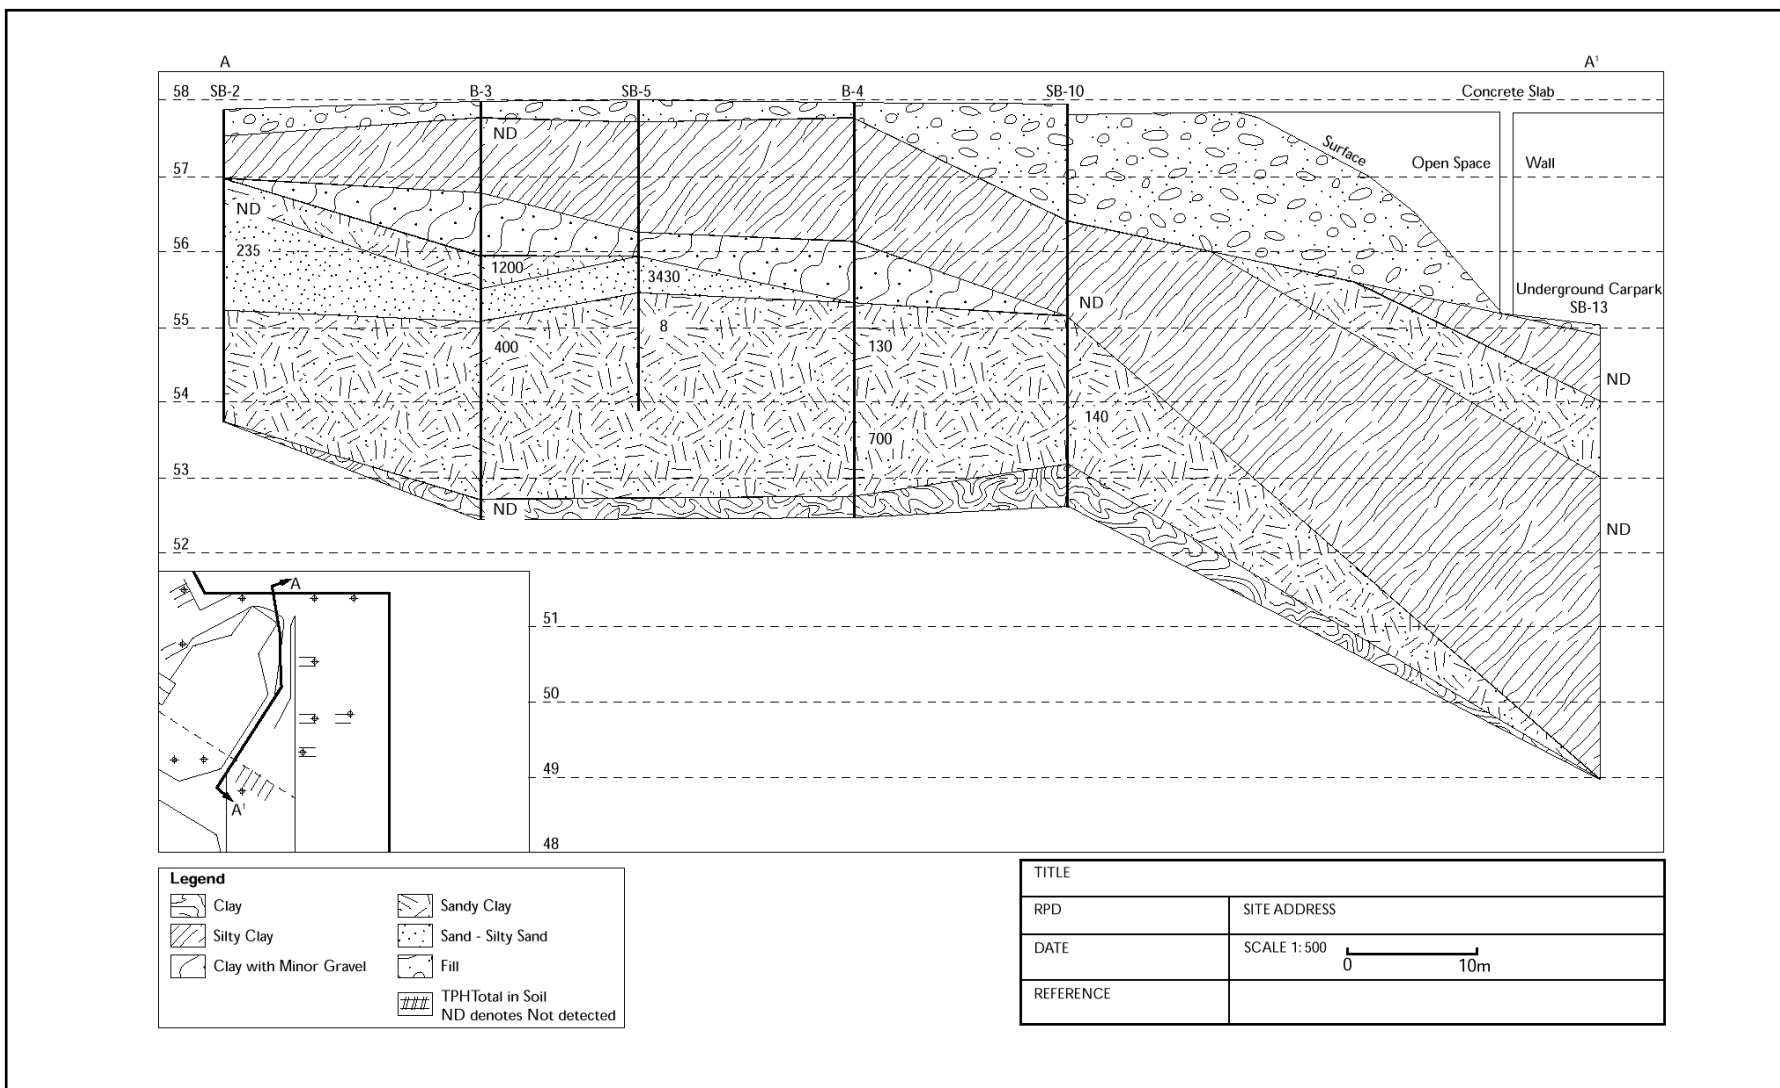 A A¹
58 SB-2 B-3 SB-5 B-4 SB-10 Concrete Slab
ND
Surface
57 Open Space Wall
ND
56 235
1200 3430
ND Underground Carpark
SB-13
55 8
400 130
ND
54
140
700
53
ND ND
52
A
51
50
49
A¹
48
Legend
Clay
Silty Clay
Clay with Minor Gravel
Sandy Clay
Sand - Silty Sand
Fill
TPHTotal in Soil
ND denotes Not detected
TITLE
RPD SITE ADDRESS
DATE SCALE 1: 500
0 10m
REFERENCE